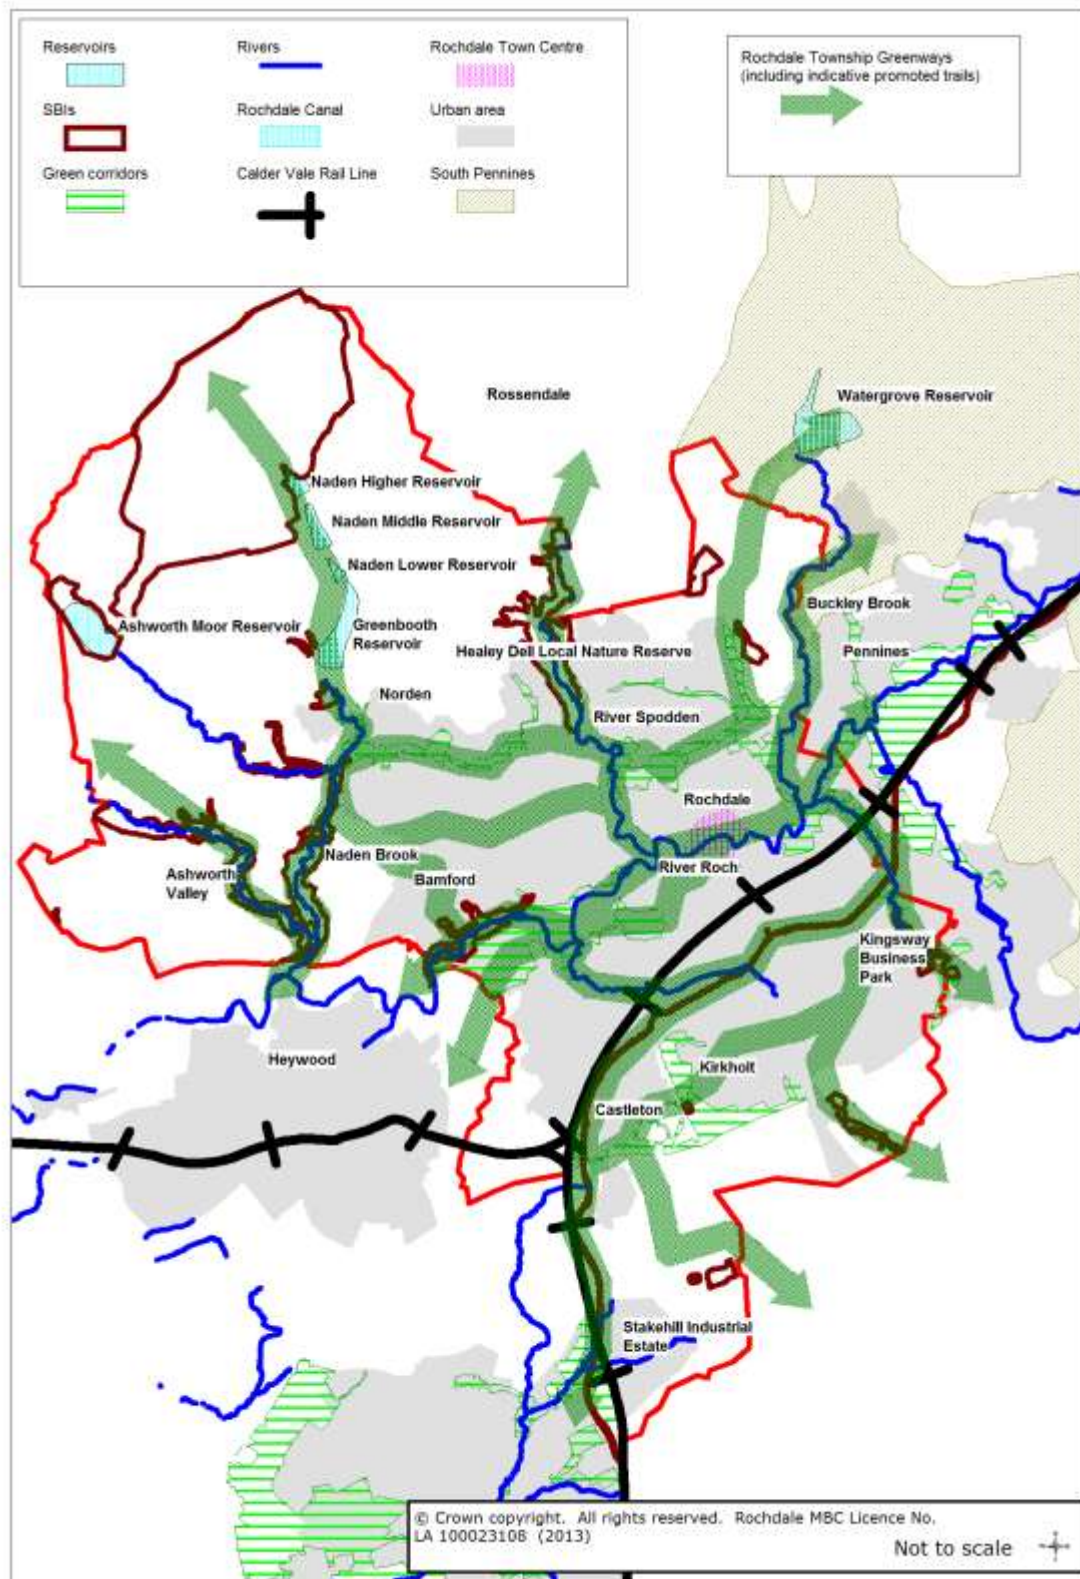 Reservoirs
Rivers
Rochdale Town Centre
SBIs
Rochdale Canal
Urban area
Green corridors
Calder Vale Rail Line
South Pennines
Rochdale Township Greenways
(including indicative promoted trails)
Rossendale
Watergrove Reservoir
Naden Higher Reservoir
Naden Middle Reservoir
Naden Lower Reservoir
Buckley Brook
Ashworth Moor Reservoir
Greenbooth
Reservoir
Healey Dell Local Nature Reserve
Pennines
Norden
River Spodden
Rochdale
Naden Brook
River Roch
Ashworth
Valley
Bamford
Kingsway
Business
Park
Heywood
Kirkholt
Castleton
Stakehill Industrial
Estate
© Crown copyright. All rights reserved. Rochdale MBC Licence No.
LA 100023108 (2013)
Not to scale